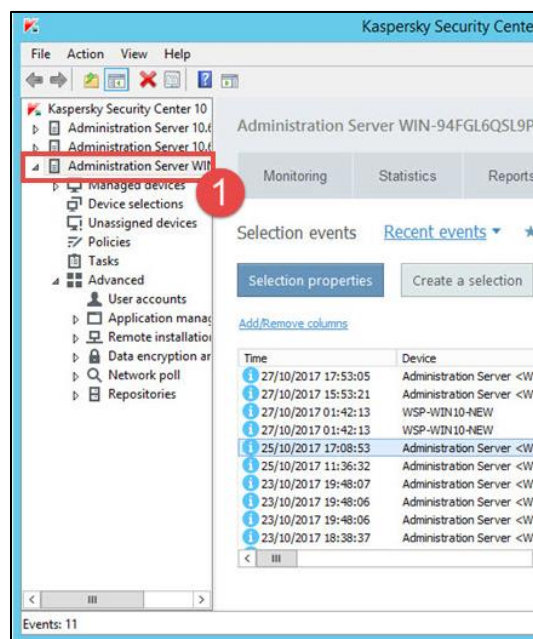 Kaspersky Security Cente
File Action View Help
Kaspersky Security Center 10
Administration Server 10.6
Administration Server 10.6
Administration Server WIN
1
Managed devices
Device selections
Unassigned devices
Policies
Tasks
Advanced
User accounts
Application manag
Remote installation
Data encryption an
Network poll
Repositories
Administration Server WIN-94FGL6QSL9P
Monitoring Statistics Reports
Selection events Recent events
Selection properties Create a selection
Add/Remove columns
Time Device
27/10/2017 17:53:05 Administration Server <W
27/10/2017 15:53:21 Administration Server <W
27/10/2017 01:42:13 WSP-WIN10-NEW
27/10/2017 01:42:13 WSP-WIN10-NEW
25/10/2017 17:08:53 Administration Server <W
25/10/2017 11:36:32 Administration Server <W
23/10/2017 19:48:07 Administration Server <W
23/10/2017 19:48:06 Administration Server <W
23/10/2017 19:48:06 Administration Server <W
23/10/2017 18:38:37 Administration Server <W
Events: 11